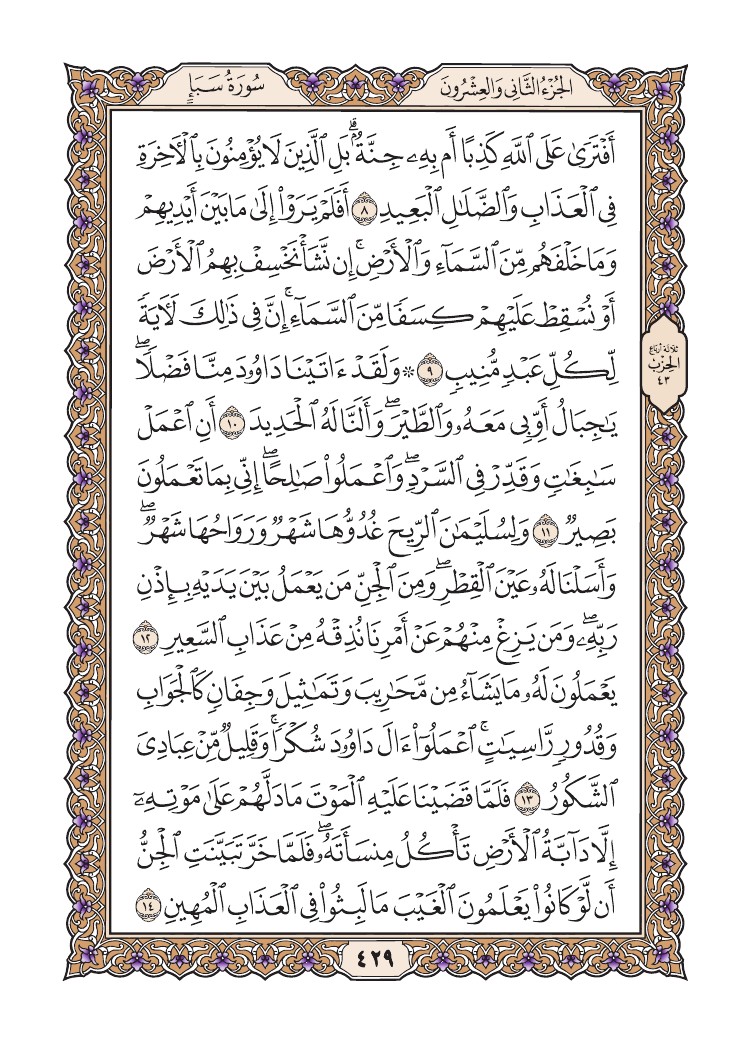 الجُزْءُ الثَّانِي وَالعِشْرُونَ
سُورَةُ سَبَإٍ
أَفْتَرَىٰ عَلَى ٱللَّهِ كَذِبًا أَم بِهِۦ جِنَّةُۢۗ بَلِ ٱلَّذِينَ لَا يُؤْمِنُونَ بِٱلْأَخِرَةِ
فِي ٱلْعَذَابِ وَٱلضَّلَٰلِ ٱلْبَعِيدِ ٨ أَفَلَمْ يَرَوْا۟ إِلَىٰ مَا بَيْنَ أَيْدِيهِمْ
وَمَا خَلْفَهُم مِّنَ ٱلسَّمَآءِ وَٱلْأَرْضِۚ إِن نَّشَأْ نَخْسِفْ بِهِمُ ٱلْأَرْضَ
أَوْ نُسْقِطْ عَلَيْهِمْ كِسَفًا مِّنَ ٱلسَّمَآءِۚ إِنَّ فِي ذَٰلِكَ لَأَيَةً
لِّكُلِّ عَبْدٍ مُّنِيبٍ ٩ ۞ وَلَقَدْ ءَاتَيْنَا دَاوُۥدَ مِنَّا فَضْلًاۖ
يَٰجِبَالُ أَوِّبِي مَعَهُۥ وَٱلطَّيْرَۖ وَأَلَنَّا لَهُ ٱلْحَدِيدَ ١٠ أَنِ ٱعْمَلْ
سَٰبِغَٰتٍ وَقَدِّرْ فِي ٱلسَّرْدِۖ وَٱعْمَلُوا۟ صَٰلِحًاۖ إِنِّي بِمَا تَعْمَلُونَ
بَصِيرٌ ١١ وَلِسُلَيْمَٰنَ ٱلرِّيحَ غُدُوُّهَا شَهْرٌ وَرَوَاحُهَا شَهْرٌۖ
وَأَسَلْنَا لَهُۥ عَيْنَ ٱلْقِطْرِۖ وَمِنَ ٱلْجِنِّ مَن يَعْمَلُ بَيْنَ يَدَيْهِ بِإِذْنِ
رَبِّهِۦۖ وَمَن يَزِغْ مِنْهُمْ عَنْ أَمْرِنَا نُذِقْهُ مِنْ عَذَابِ ٱلسَّعِيرِ ١٢
يَعْمَلُونَ لَهُۥ مَا يَشَآءُ مِن مَّحَٰرِيبَ وَتَمَٰثِيلَ وَجِفَانٍ كَٱلْجَوَابِ
وَقُدُورٍ رَّاسِيَٰتٍۚ ٱعْمَلُوٓا۟ ءَالَ دَاوُۥدَ شُكْرًاۚ وَقَلِيلٌ مِّنْ عِبَادِيَ
ٱلشَّكُورُ ١٣ فَلَمَّا قَضَيْنَا عَلَيْهِ ٱلْمَوْتَ مَا دَلَّهُمْ عَلَىٰ مَوْتِهِۦٓ
إِلَّا دَآبَّةُ ٱلْأَرْضِ تَأْكُلُ مِنسَأَتَهُۥۖ فَلَمَّا خَرَّ تَبَيَّنَتِ ٱلْجِنُّ
أَن لَّوْ كَانُوا۟ يَعْلَمُونَ ٱلْغَيْبَ مَا لَبِثُوا۟ فِي ٱلْعَذَابِ ٱلْمُهِينِ ١٤
ثلاثة أرباع
الحزب
٤٣
٤٢٩